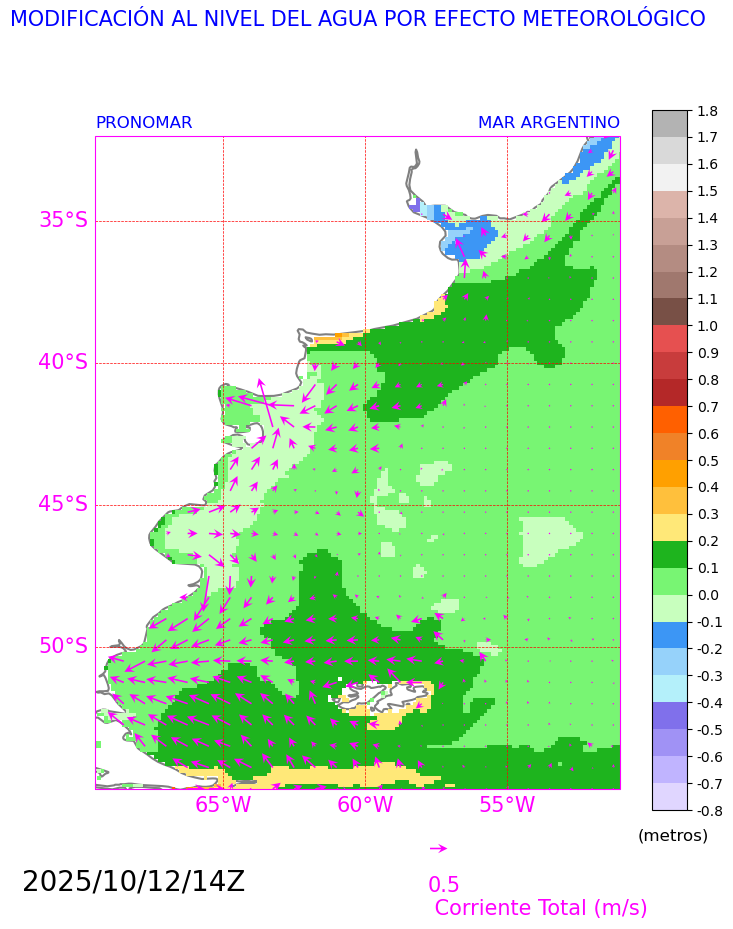 MODIFICACIÓN AL NIVEL DEL AGUA POR EFECTO METEOROLÓGICO
PRONOMAR MAR ARGENTINO
1.8
1.7
1.6
1.5
1.4
1.3
1.2
1.1
1.0
0.9
0.8
0.7
0.6
0.5
0.4
0.3
0.2
0.1
0.0
-0.1
-0.2
-0.3
-0.4
-0.5
-0.6
-0.7
-0.8
(metros)
35°S
40°S
45°S
50°S
65°W 60°W 55°W
2025/10/12/14Z
0.5
Corriente Total (m/s)